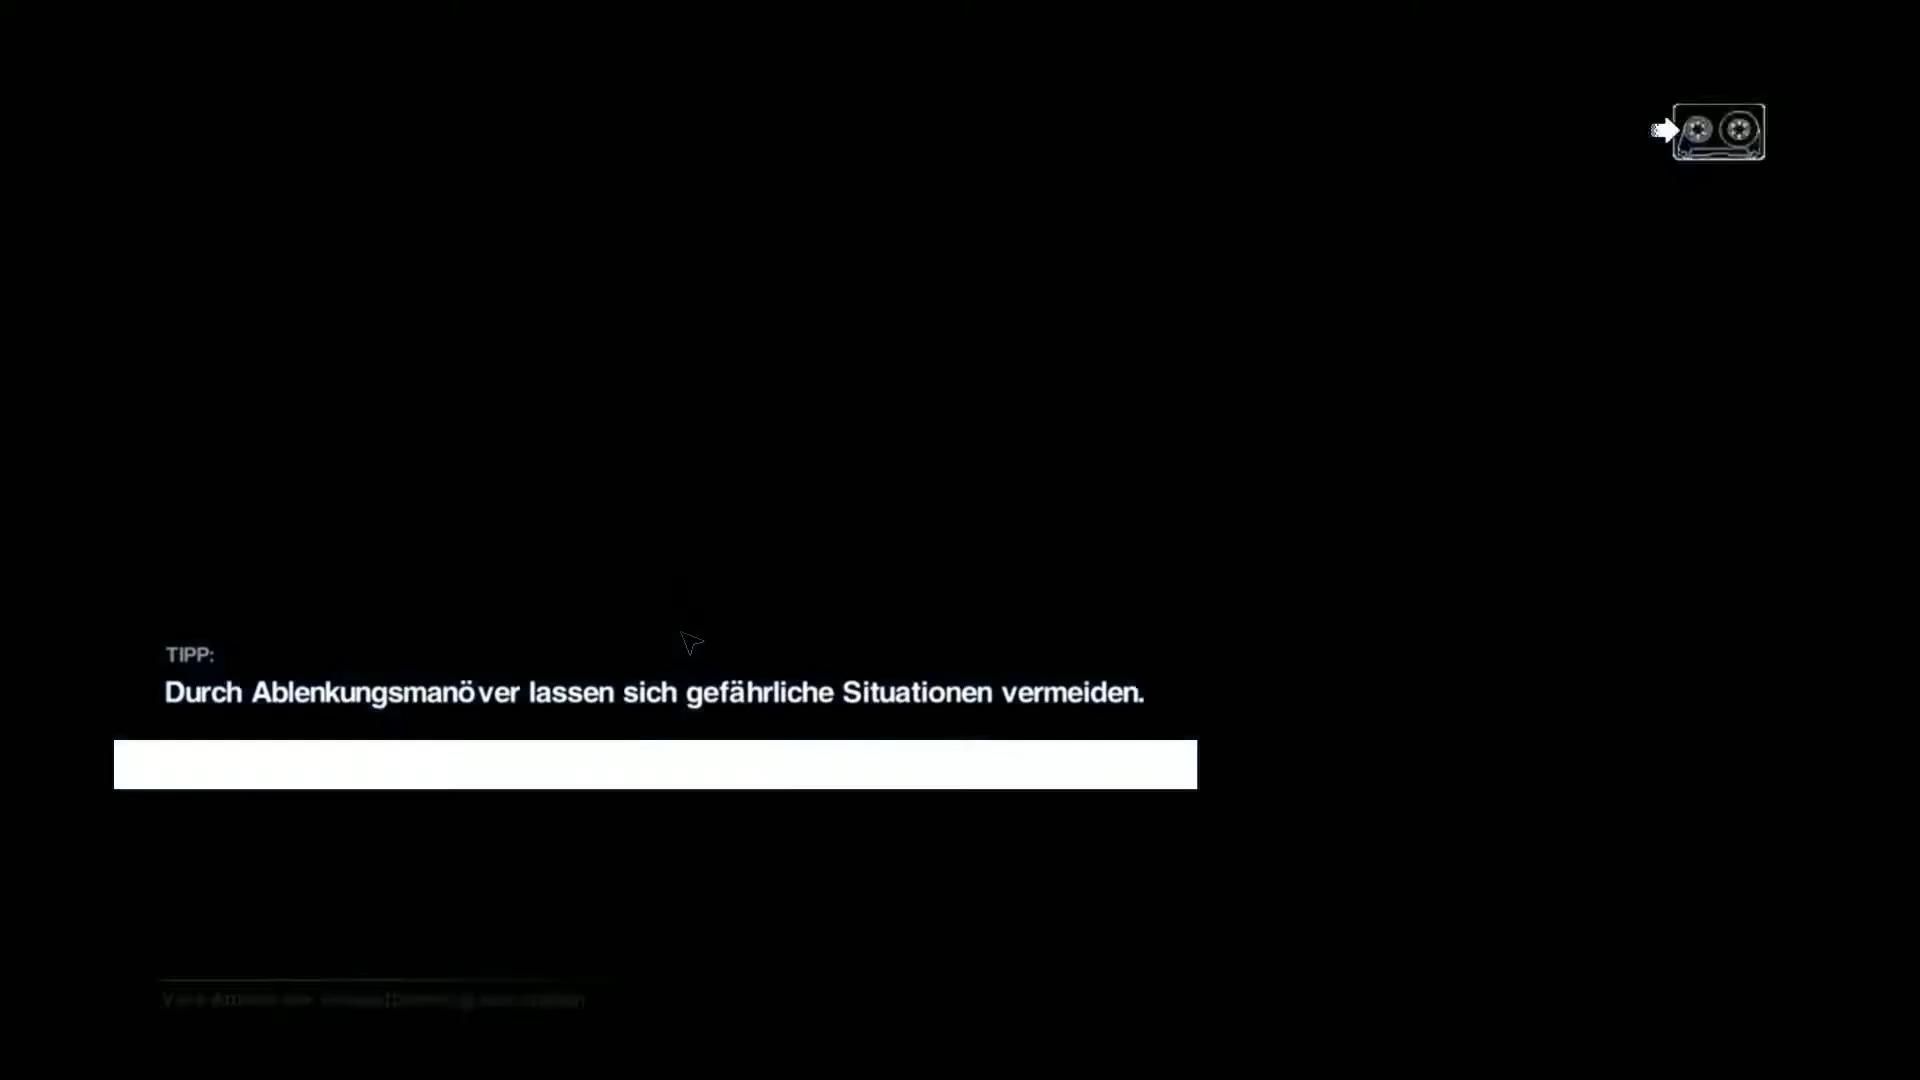 TIPP:
Durch Ablenkungsmanöver lassen sich gefährliche Situationen vermeiden.